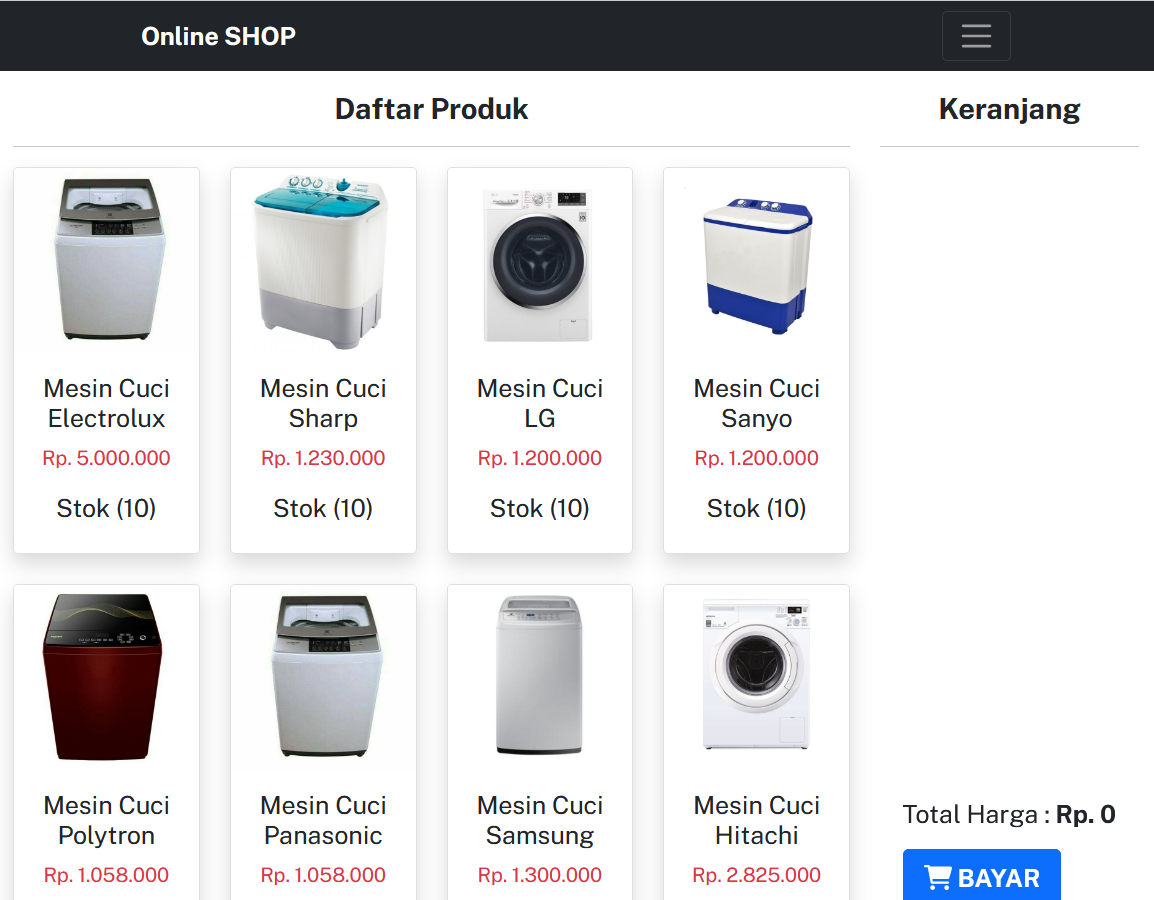 Online SHOP
Daftar Produk
Keranjang
Mesin Cuci
Electrolux
Rp. 5.000.000
Stok (10)
Mesin Cuci
Sharp
Rp. 1.230.000
Stok (10)
Mesin Cuci
LG
Rp. 1.200.000
Stok (10)
Mesin Cuci
Sanyo
Rp. 1.200.000
Stok (10)
Mesin Cuci
Polytron
Rp. 1.058.000
Mesin Cuci
Panasonic
Rp. 1.058.000
Mesin Cuci
Samsung
Rp. 1.300.000
Mesin Cuci
Hitachi
Rp. 2.825.000
Total Harga : Rp. 0
BAYAR